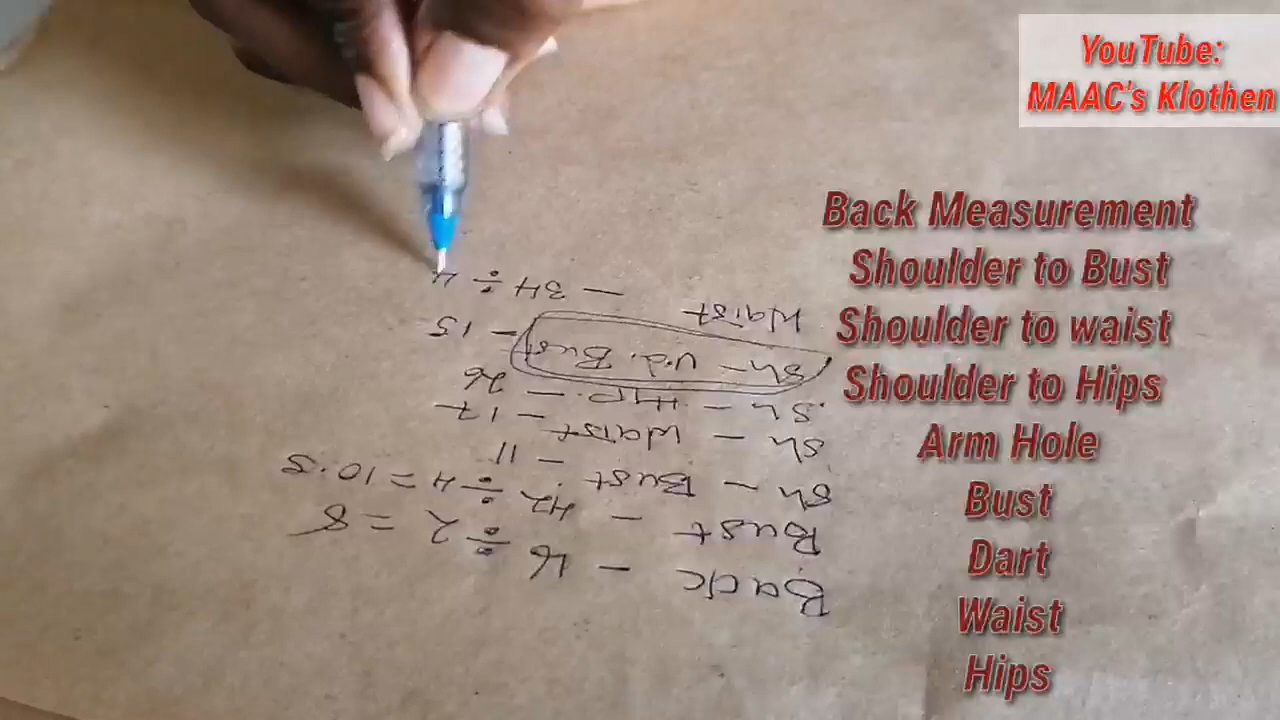 YouTube:
MAAC's Klothen
Back Measurement
Shoulder to Bust
Shoulder to waist
Shoulder to Hips
Arm Hole
Bust
Dart
Waist
Hips
Back - 16 ÷ 2 = 8
Bust - 42 ÷ 4 = 10.5
Sh - Bust - 11
Sh - Waist - 17
Sh - Hip. - 26
Sh - U.d. Bust - 15
Waist - 34 ÷ 4